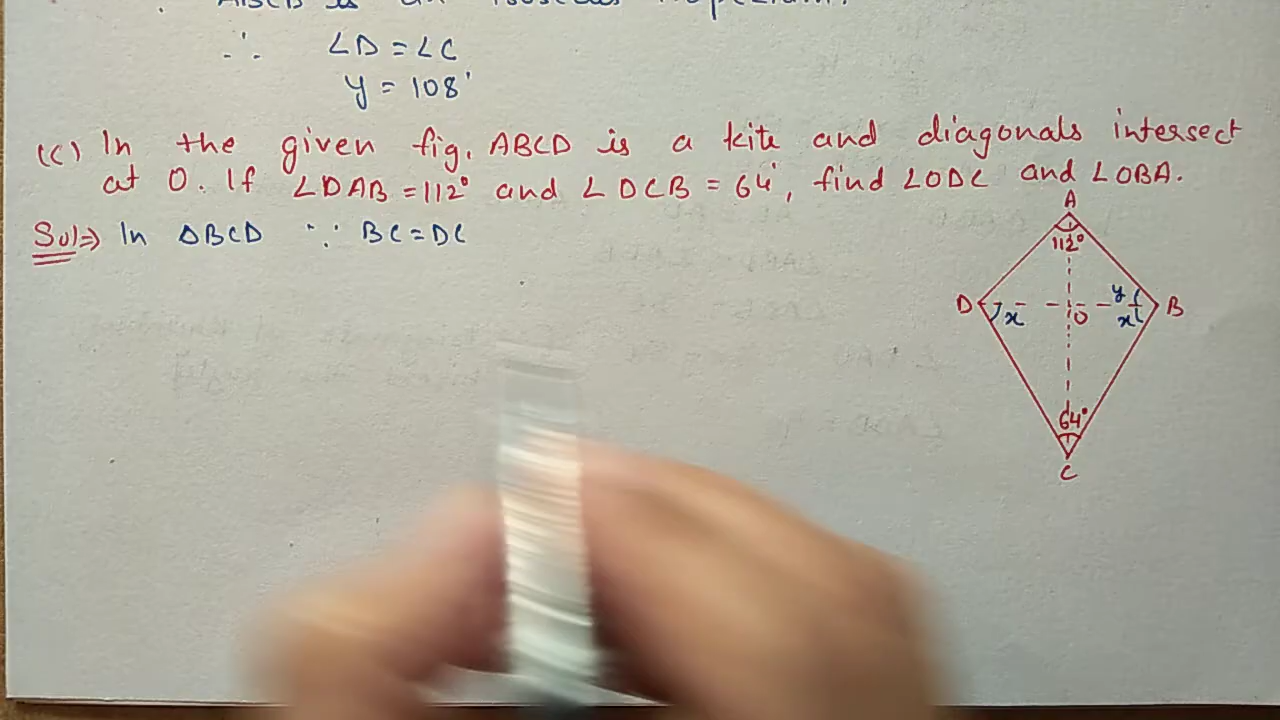 ∴ ∠D = ∠C
y = 108°
(c) In the given fig. ABCD is a kite and diagonals intersect
at O. If ∠DAB = 112° and ∠DCB = 64°, find ∠ODC and ∠OBA.
Sol⇒ In ΔBCD ∵ BC = DC
A
112°
D x O y x B
64°
C